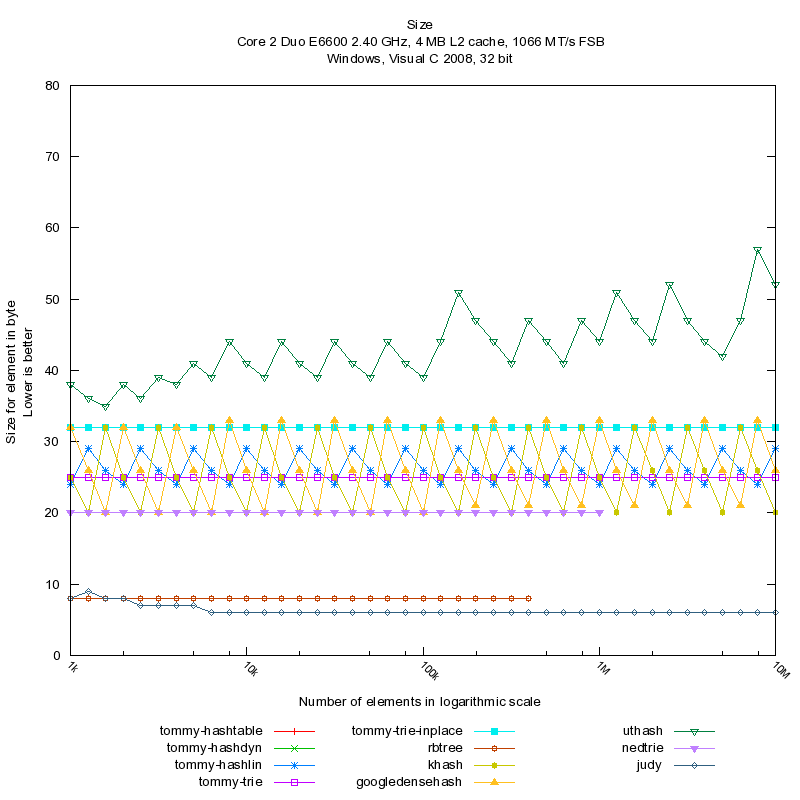 Size
Core 2 Duo E6600 2.40 GHz, 4 MB L2 cache, 1066 MT/s FSB
Windows, Visual C 2008, 32 bit
80
70
60
50
40
30
20
10
0
Size for element in byte
Lower is better
1k
10k
100k
1M
10M
Number of elements in logarithmic scale
tommy-hashtable
tommy-hashdyn
tommy-hashlin
tommy-trie
tommy-trie-inplace
rbtree
khash
googledensehash
uthash
nedtrie
judy